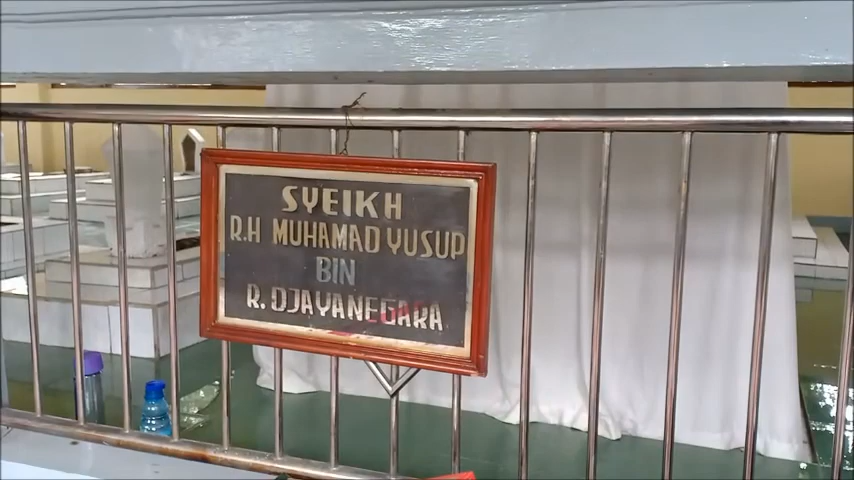 SYEIKH
R.H MUHAMAD YUSUP
BIN
R. DJAYANEGARA